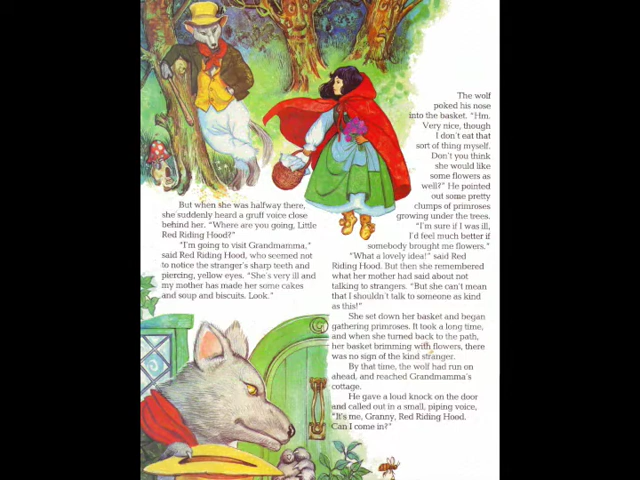 But when she was halfway there,
she suddenly heard a gruff voice close
behind her. “Where are you going, Little
Red Riding Hood?”
“I'm going to visit Grandmamma,”
said Red Riding Hood, who seemed not
to notice the stranger's sharp teeth and
piercing, yellow eyes. “She's very ill and
my mother has made her some cakes
and soup and biscuits. Look.”
The wolf
poked his nose
into the basket. “Hm.
Very nice, though
I don't eat that
sort of thing myself.
Don't you think
she would like
some flowers as
well?” He pointed
out some pretty
clumps of primroses
growing under the trees.
“I'm sure if I was ill,
I'd feel much better if
somebody brought me flowers.”
“What a lovely idea!” said Red
Riding Hood. But then she remembered
what her mother had said about not
talking to strangers. “But she can't mean
that I shouldn't talk to someone as kind
as this!”
She set down her basket and began
gathering primroses. It took a long time,
and when she turned back to the path,
her basket brimming with flowers, there
was no sign of the kind stranger.
By that time, the wolf had run on
ahead, and reached Grandmamma's
cottage.
He gave a loud knock on the door
and called out in a small, piping voice,
“It's me, Granny, Red Riding Hood.
Can I come in?”